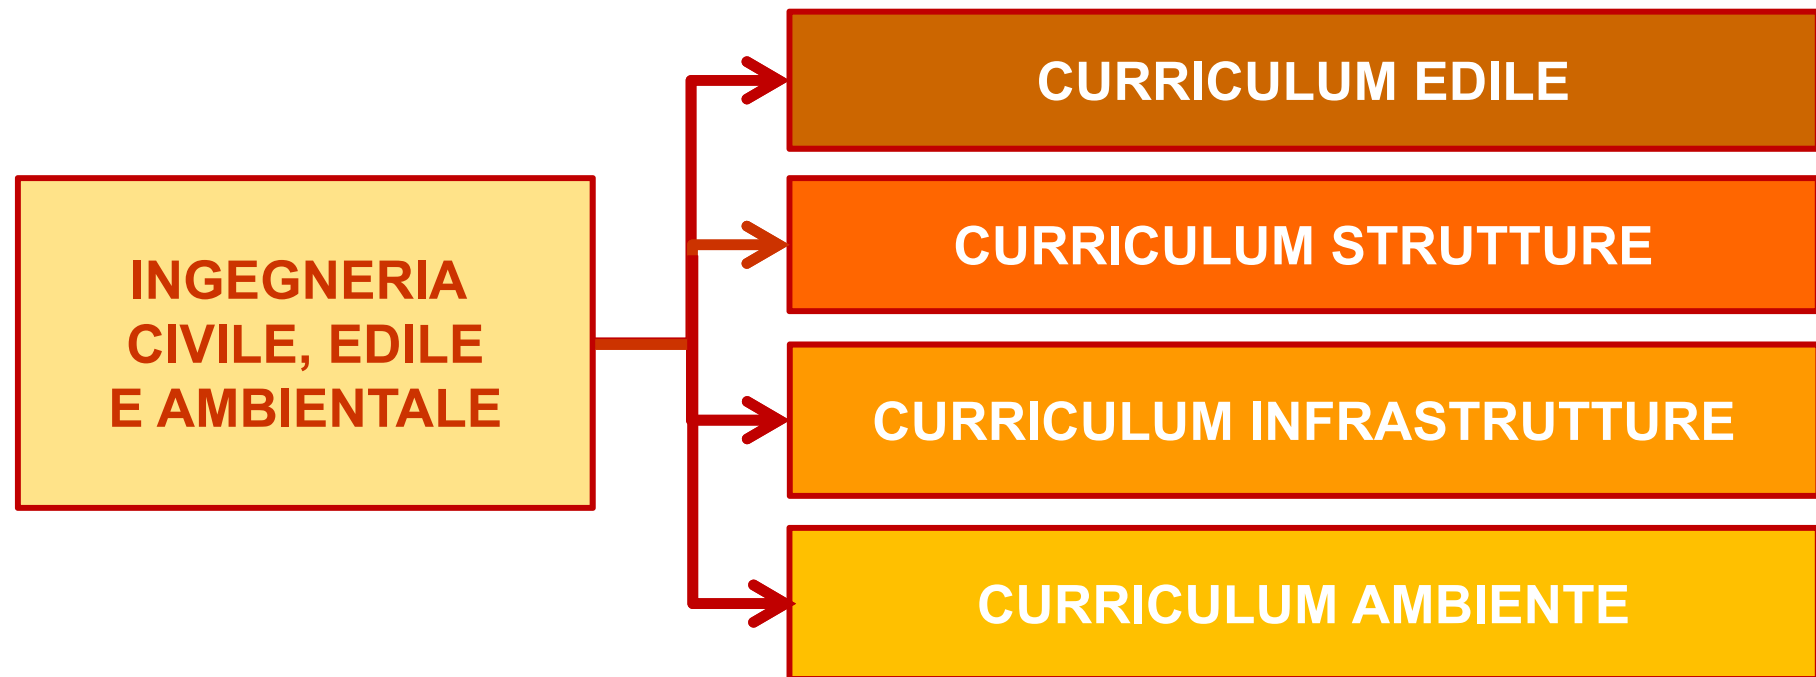 INGEGNERIA
CIVILE, EDILE
E AMBIENTALE
CURRICULUM EDILE
CURRICULUM STRUTTURE
CURRICULUM INFRASTRUTTURE
CURRICULUM AMBIENTE